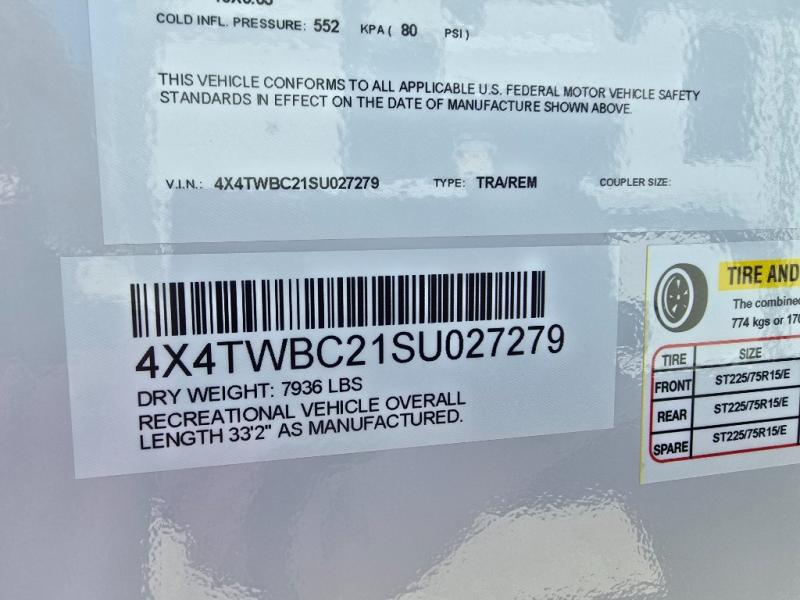 COLD INFL. PRESSURE: 552 KPA ( 80 PSI )
THIS VEHICLE CONFORMS TO ALL APPLICABLE U.S. FEDERAL MOTOR VEHICLE SAFETY
STANDARDS IN EFFECT ON THE DATE OF MANUFACTURE SHOWN ABOVE.
V.I.N.: 4X4TWBC21SU027279 TYPE: TRA/REM COUPLER SIZE:
4X4TWBC21SU027279
DRY WEIGHT: 7936 LBS
RECREATIONAL VEHICLE OVERALL
LENGTH 33'2" AS MANUFACTURED.
TIRE AND
The combined
774 kgs or 170
TIRE SIZE
FRONT ST225/75R15/E
REAR ST225/75R15/E
SPARE ST225/75R15/E